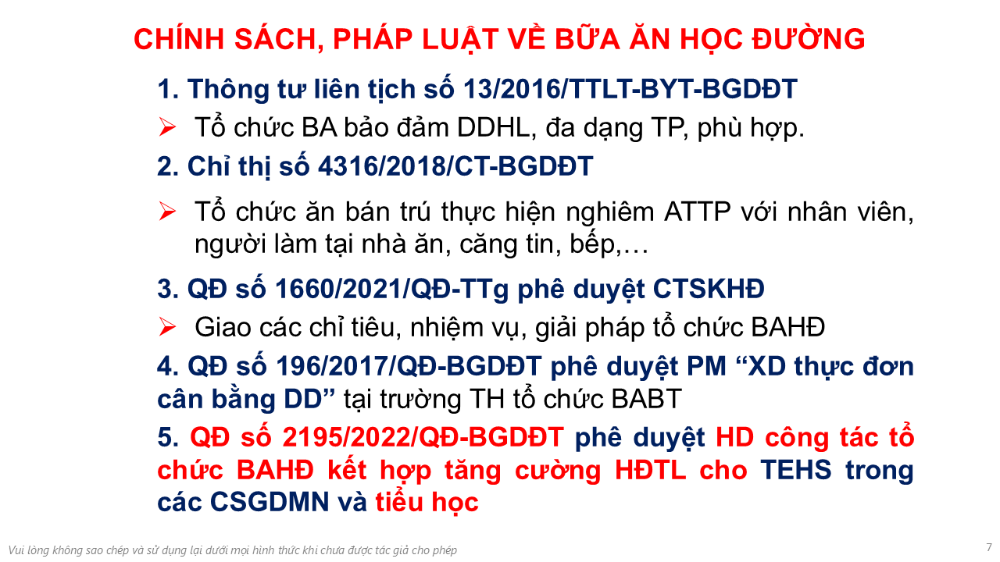 CHÍNH SÁCH, PHÁP LUẬT VỀ BỮA ĂN HỌC ĐƯỜNG
1. Thông tư liên tịch số 13/2016/TTLT-BYT-BGDĐT
➢ Tổ chức BA bảo đảm DDHL, đa dạng TP, phù hợp.
2. Chỉ thị số 4316/2018/CT-BGDĐT
➢ Tổ chức ăn bán trú thực hiện nghiêm ATTP với nhân viên,
người làm tại nhà ăn, căng tin, bếp,…
3. QĐ số 1660/2021/QĐ-TTg phê duyệt CTSKHĐ
➢ Giao các chỉ tiêu, nhiệm vụ, giải pháp tổ chức BAHĐ
4. QĐ số 196/2017/QĐ-BGDĐT phê duyệt PM “XD thực đơn
cân bằng DD” tại trường TH tổ chức BABT
5. QĐ số 2195/2022/QĐ-BGDĐT phê duyệt HD công tác tổ
chức BAHĐ kết hợp tăng cường HĐTL cho TEHS trong
các CSGDMN và tiểu học
Vui lòng không sao chép và sử dụng lại dưới mọi hình thức khi chưa được tác giả cho phép
7